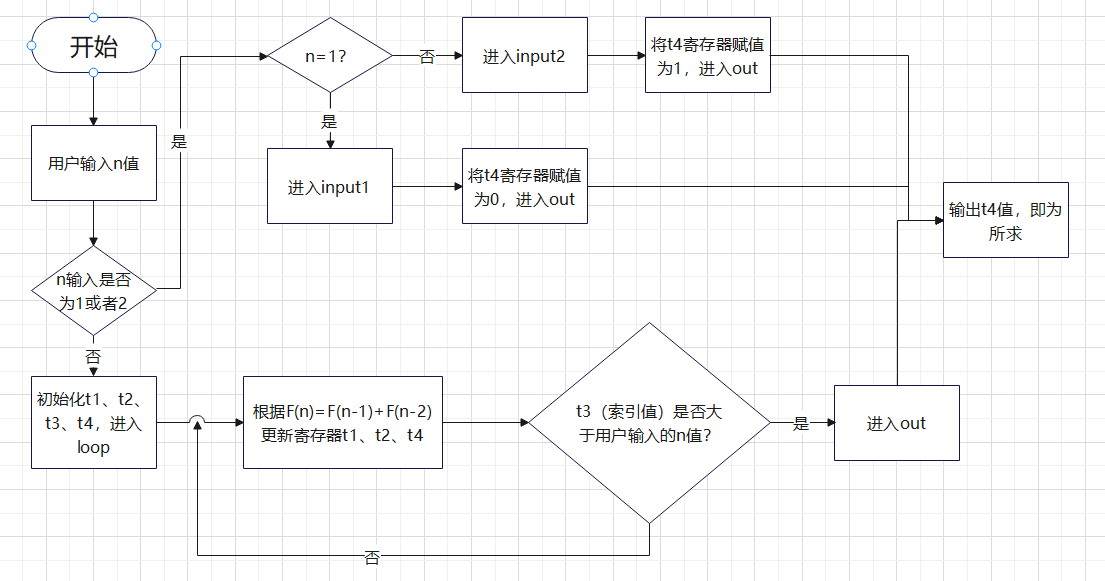 开始
用户输入n值
n输入是否
为1或者2
是
否
n=1?
否
是
进入input2
将t4寄存器赋值
为1，进入out
进入input1
将t4寄存器赋值
为0，进入out
输出t4值，即为
所求
初始化t1、t2、
t3、t4，进入
loop
根据F(n)=F(n-1)+F(n-2)
更新寄存器t1、t2、t4
t3（索引值）是否大
于用户输入的n值？
是
否
进入out